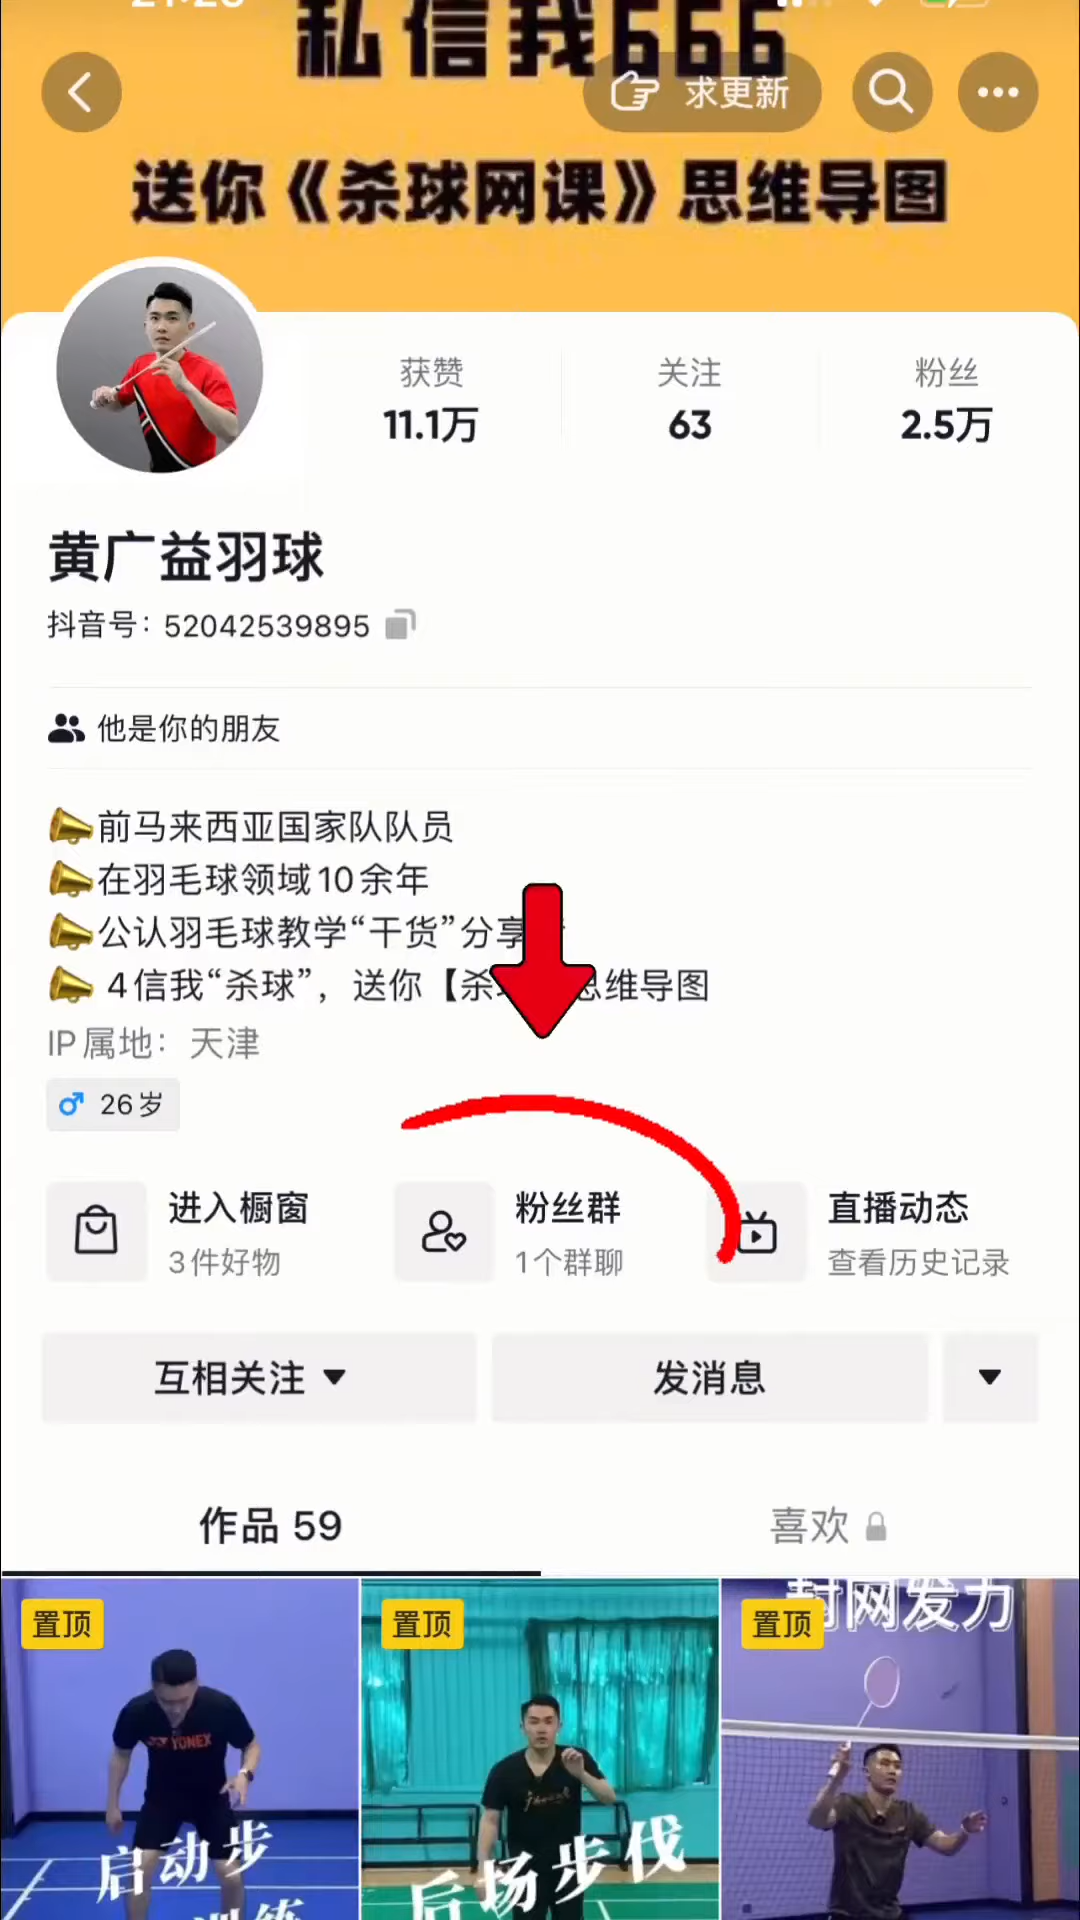 私信我666
求更新
送你《杀球网课》思维导图
获赞
11.1万
关注
63
粉丝
2.5万
黄广益羽球
抖音号：52042539895
他是你的朋友
前马来西亚国家队队员
在羽毛球领域10余年
公认羽毛球教学“干货”分享
4信我“杀球”，送你【杀 思维导图
IP属地：天津
26岁
进入橱窗
3件好物
粉丝群
1个群聊
直播动态
查看历史记录
互相关注
发消息
作品 59
喜欢
置顶
置顶
置顶
封网发力
YONEX
启动步
训练
后场步伐